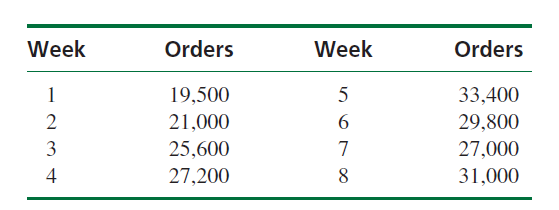 Week Orders Week Orders
1 19,500 5 33,400
2 21,000 6 29,800
3 25,600 7 27,000
4 27,200 8 31,000